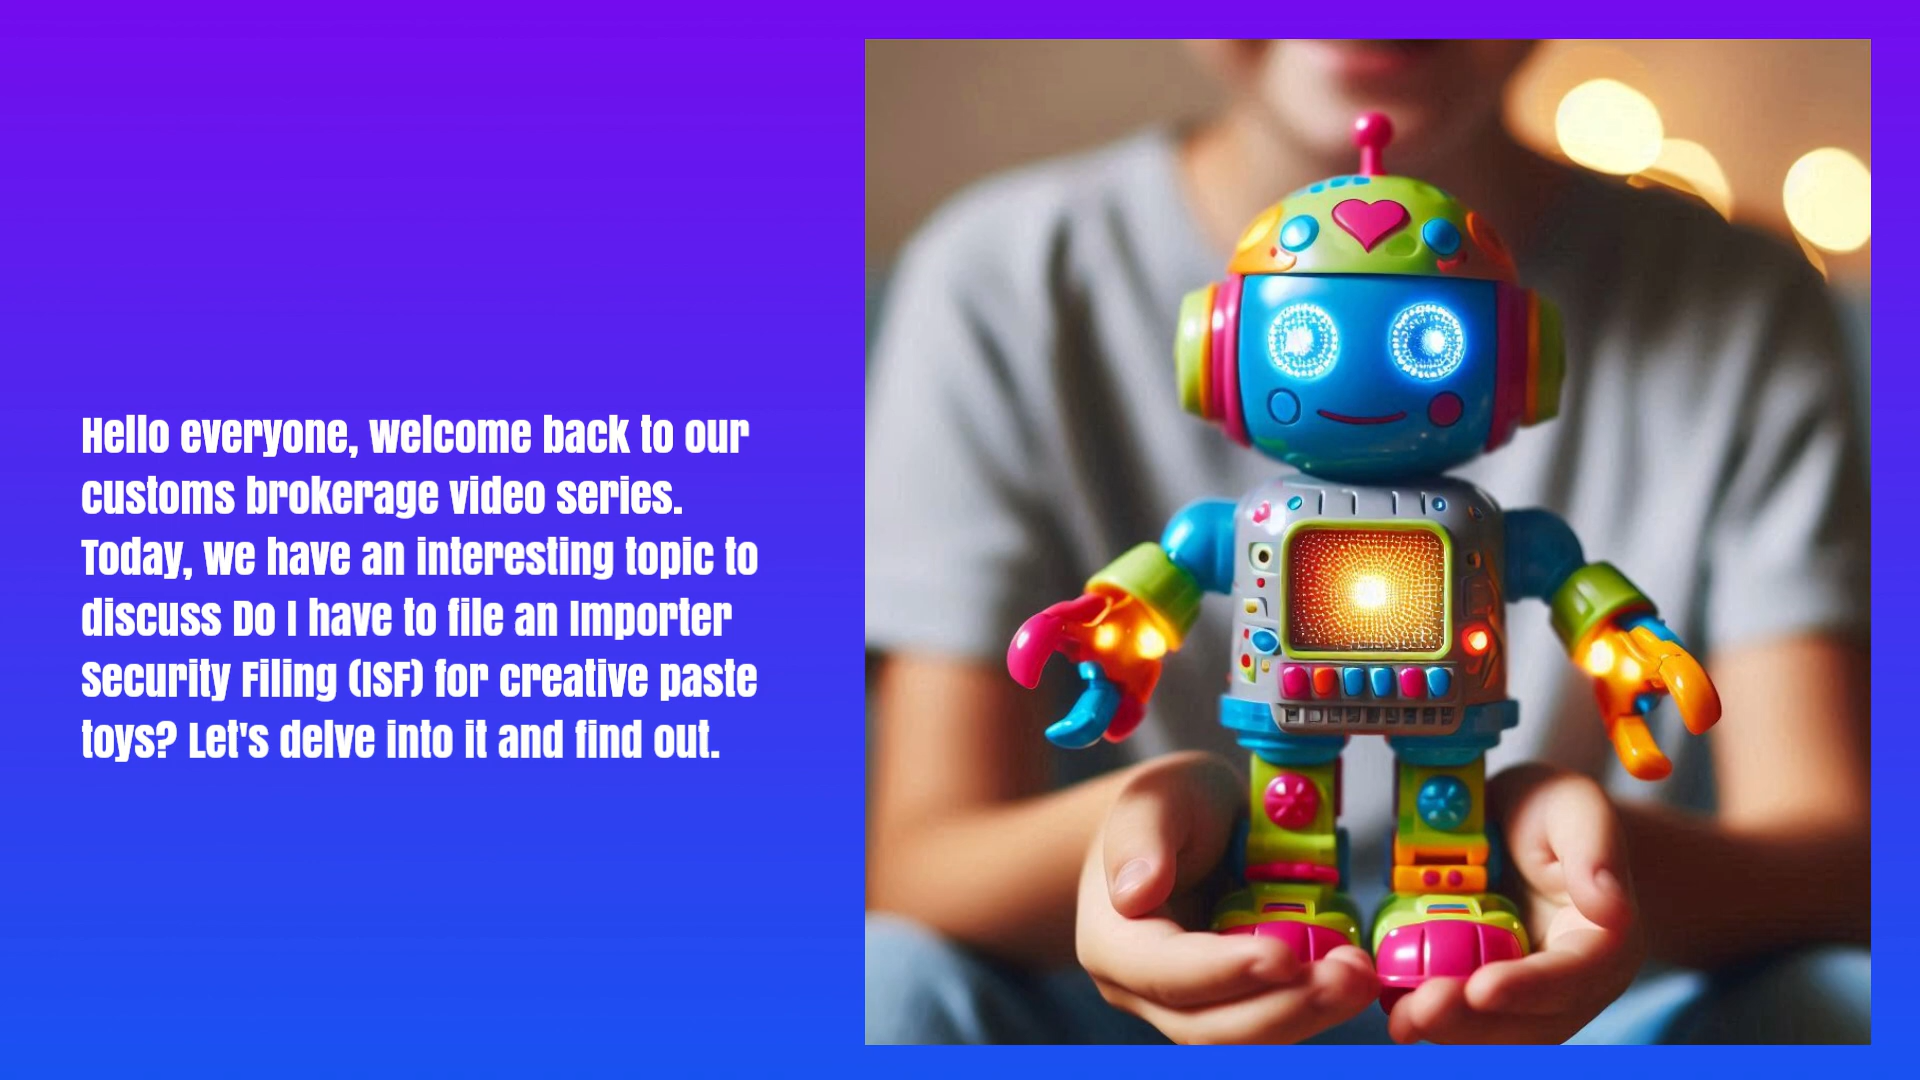 Hello everyone, welcome back to our
customs brokerage video series.
Today, we have an interesting topic to
discuss Do I have to file an Importer
Security Filing (ISF) for creative paste
toys? Let's delve into it and find out.